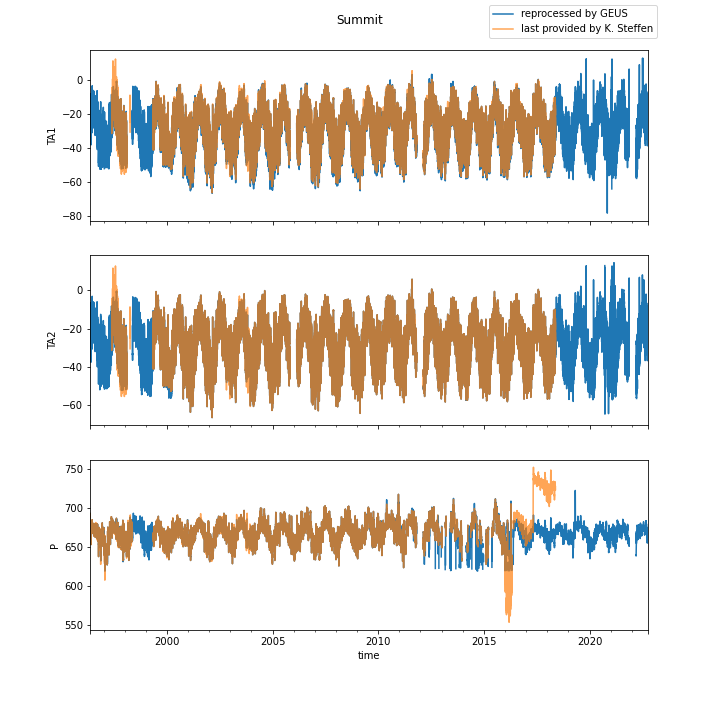 Summit
reprocessed by GEUS
last provided by K. Steffen
0
−20
−40
−60
−80
TA1
0
−20
−40
−60
TA2
750
700
650
600
550
P
2000
2005
2010
2015
2020
time